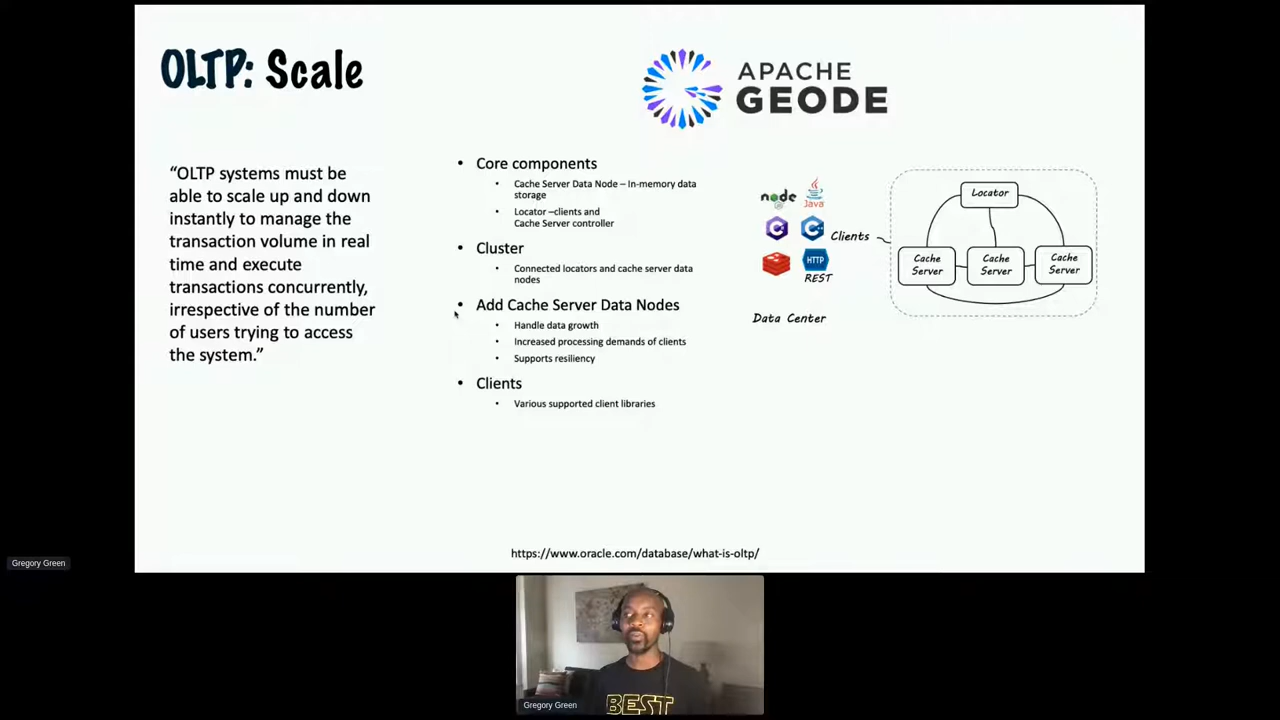 OLTP: Scale
APACHE
GEODE
“OLTP systems must be
able to scale up and down
instantly to manage the
transaction volume in real
time and execute
transactions concurrently,
irrespective of the number
of users trying to access
the system.”
• Core components
• Cache Server Data Node – In-memory data
storage
• Locator –clients and
Cache Server controller
• Cluster
• Connected locators and cache server data
nodes
• Add Cache Server Data Nodes
• Handle data growth
• Increased processing demands of clients
• Supports resiliency
• Clients
• Various supported client libraries
node
JS
Java
C
C++
HTTP
REST
Clients
Data Center
Locator
Cache
Server
Cache
Server
Cache
Server
https://www.oracle.com/database/what-is-oltp/
Gregory Green
BEST
Gregory Green